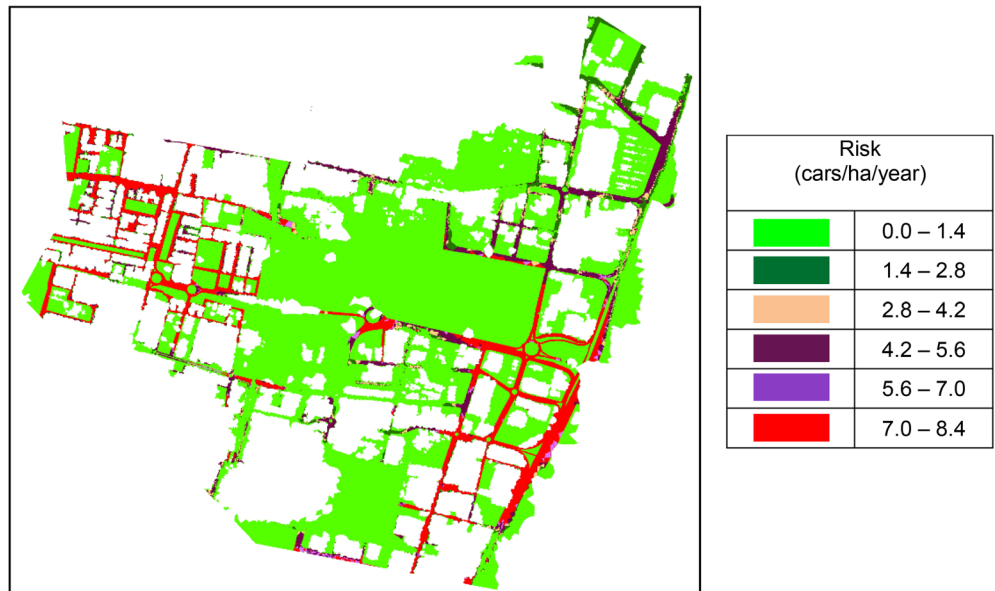 Risk
(cars/ha/year)
0.0 – 1.4
1.4 – 2.8
2.8 – 4.2
4.2 – 5.6
5.6 – 7.0
7.0 – 8.4